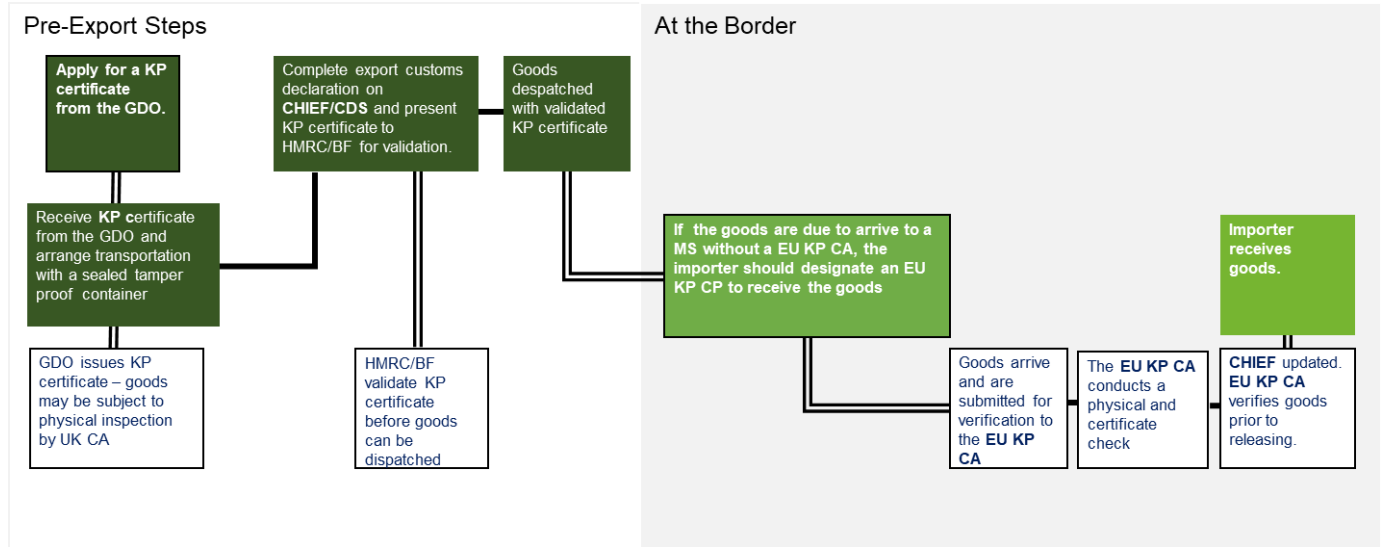 Pre-Export Steps
At the Border
Apply for a KP
certificate
from the GDO.
Complete export customs
declaration on
CHIEF/CDS and present
KP certificate to
HMRC/BF for validation.
Goods
despatched
with validated
KP certificate
Receive KP certificate
from the GDO and
arrange transportation
with a sealed tamper
proof container
If the goods are due to arrive to a
MS without a EU KP CA, the
importer should designate an EU
KP CP to receive the goods
Importer
receives
goods.
GDO issues KP
certificate – goods
may be subject to
physical inspection
by UK CA
HMRC/BF
validate KP
certificate
before goods
can be
dispatched
Goods arrive
and are
submitted for
verification to
the EU KP
CA
The EU KP CA
conducts a
physical and
certificate
check
CHIEF updated.
EU KP CA
verifies goods
prior to
releasing.